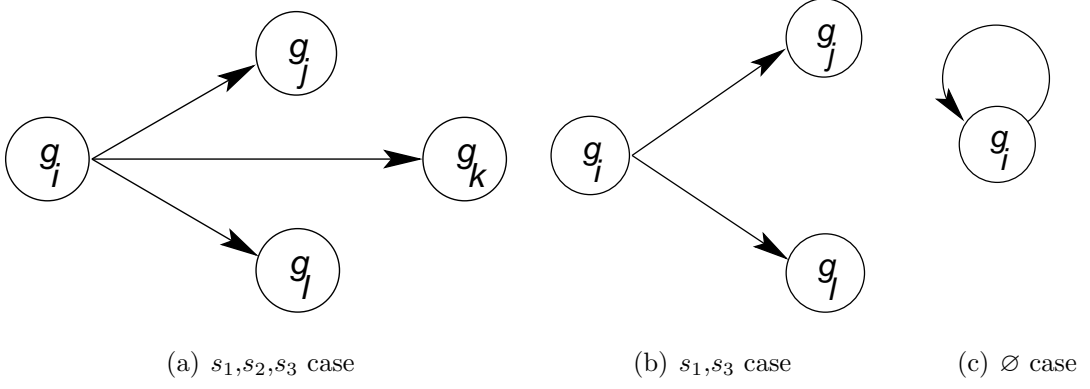 g_j
g_i
g_k
g_l
g_j
g_i
g_l
g_i
(a) s_1,s_2,s_3 case
(b) s_1,s_3 case
(c) ∅ case